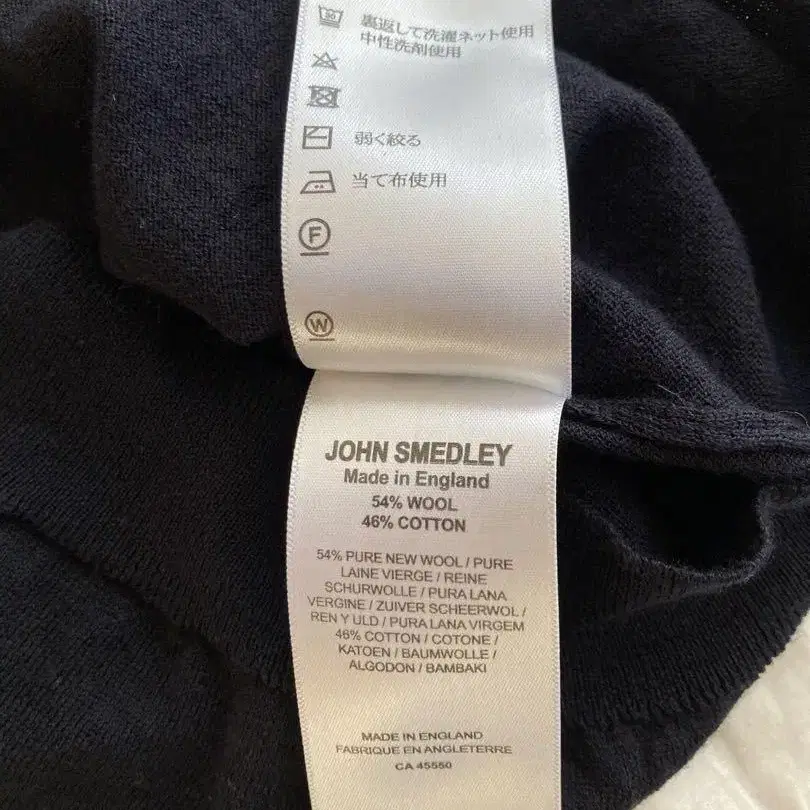 裏返して洗濯ネット使用
中性洗剤使用
弱く絞る
当て布使用
F
W
JOHN SMEDLEY
Made in England
54% WOOL
46% COTTON
54% PURE NEW WOOL / PURE
LAINE VIERGE / REINE
SCHURWOLLE / PURA LANA
VERGINE / ZUIVER SCHEERWOL /
REN Y ULD / PURA LANA VIRGEM
46% COTTON / COTONE /
KATOEN / BAUMWOLLE /
ALGODON / BAMBAKI
MADE IN ENGLAND
FABRIQUE EN ANGLETERRE
CA 45550